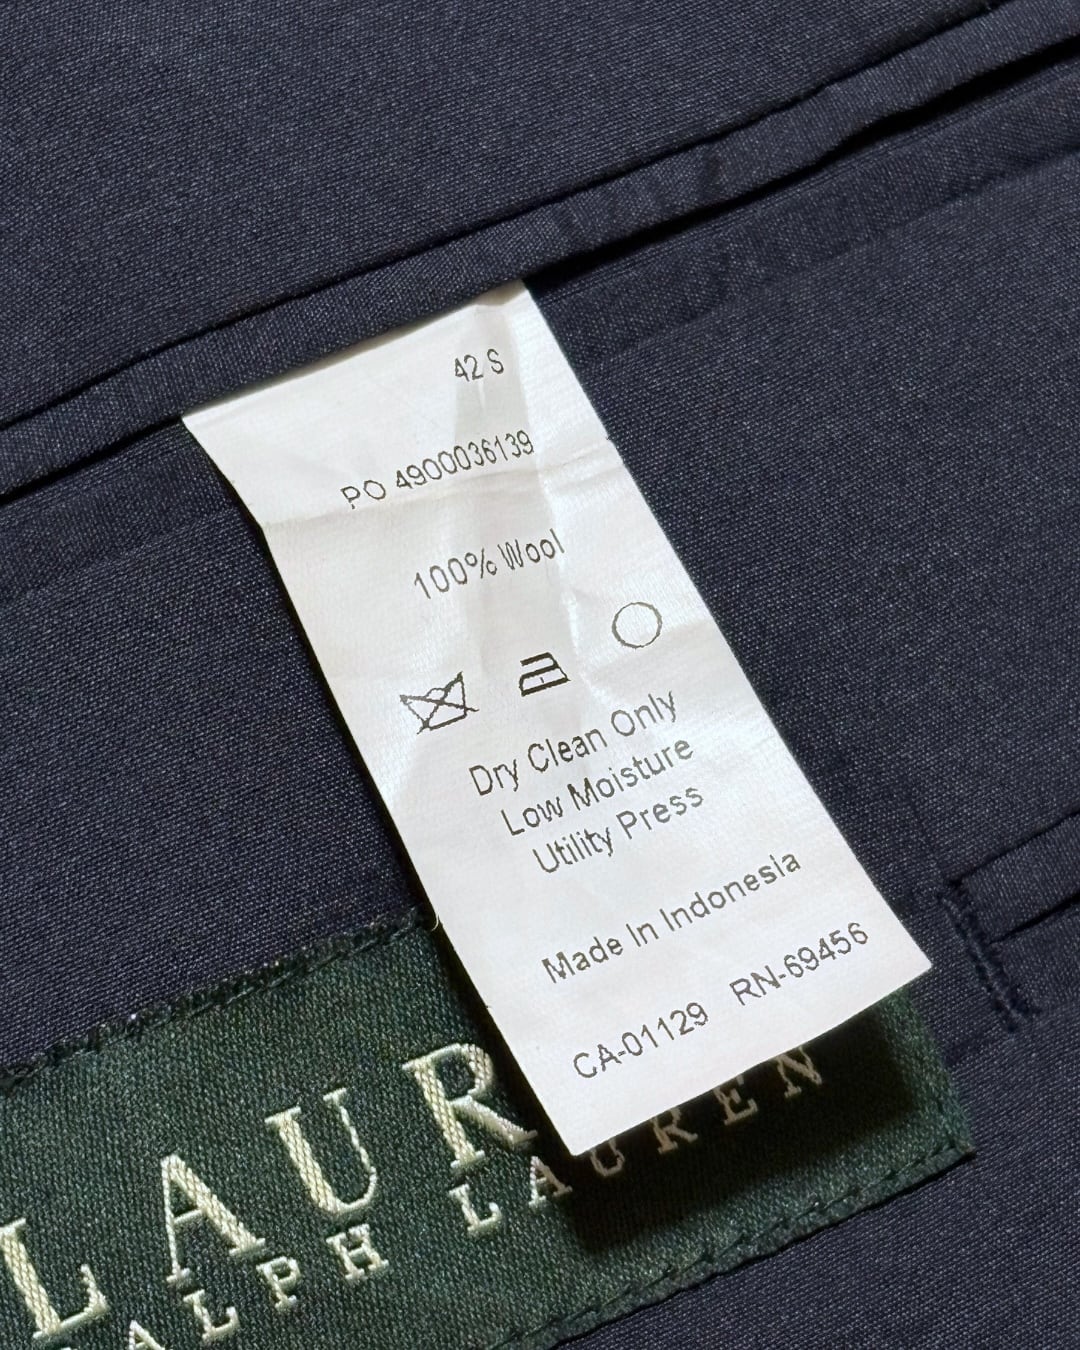 42 S
PO 4900036139
100% Wool
Dry Clean Only
Low Moisture
Utility Press
Made In Indonesia
CA-01129 RN-69456
LAUR
ALPH LAUREN